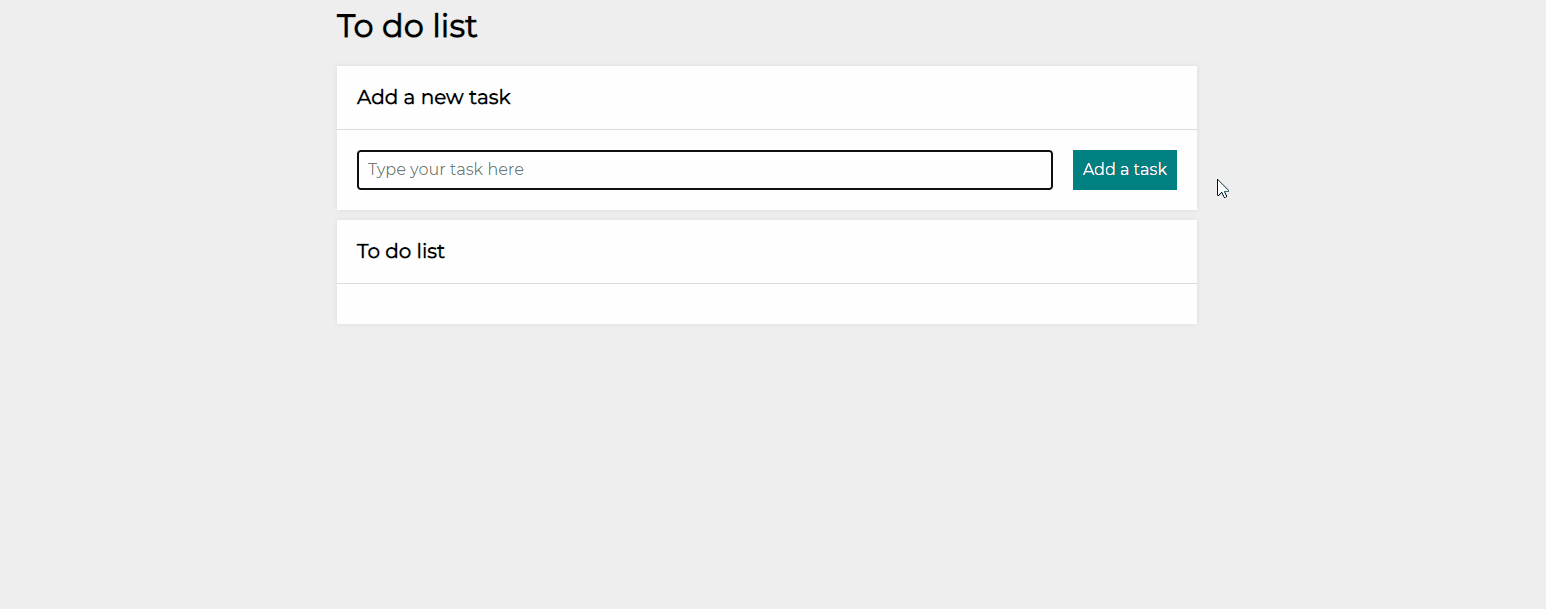 To do list
Add a new task
Type your task here
Add a task
To do list